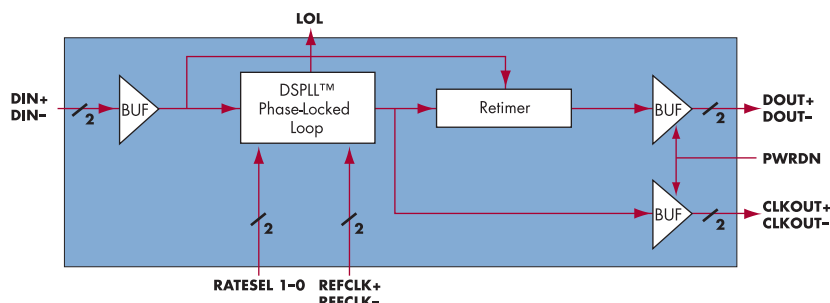 LOL
DIN+
DIN–
2
BUF
DSPLL™
Phase-Locked
Loop
Retimer
BUF
2
DOUT+
DOUT–
PWRDN
BUF
2
CLKOUT+
CLKOUT–
2
2
RATESEL 1–0
REFCLK+
REFCLK–